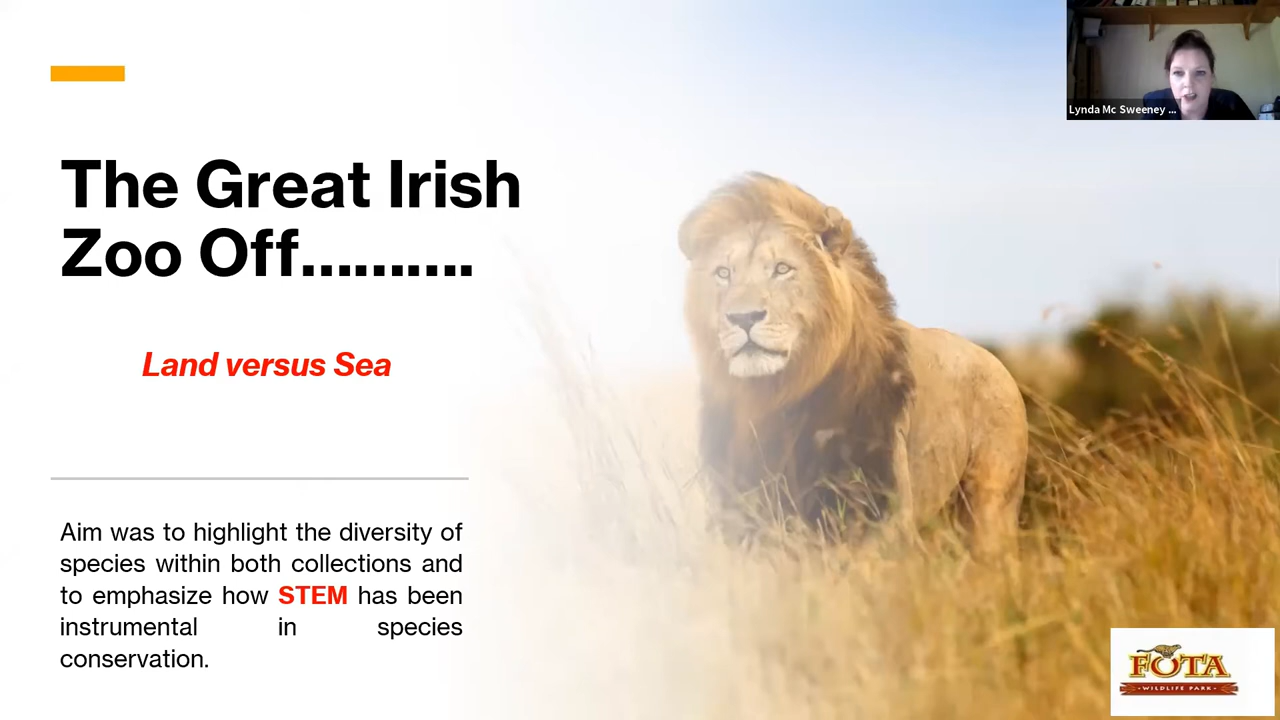 Lynda Mc Sweeney ...
The Great Irish
Zoo Off..........
Land versus Sea
Aim was to highlight the diversity of
species within both collections and
to emphasize how STEM has been
instrumental in species
conservation.
FOTA
WILDLIFE PARK